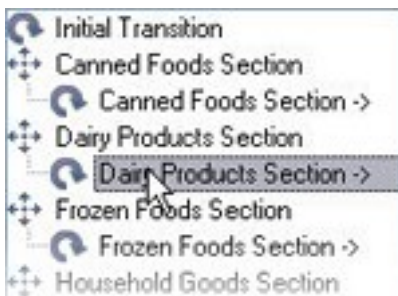 Initial Transition
Canned Foods Section
Canned Foods Section ->
Dairy Products Section
Dairy Products Section ->
Frozen Foods Section
Frozen Foods Section ->
Household Goods Section